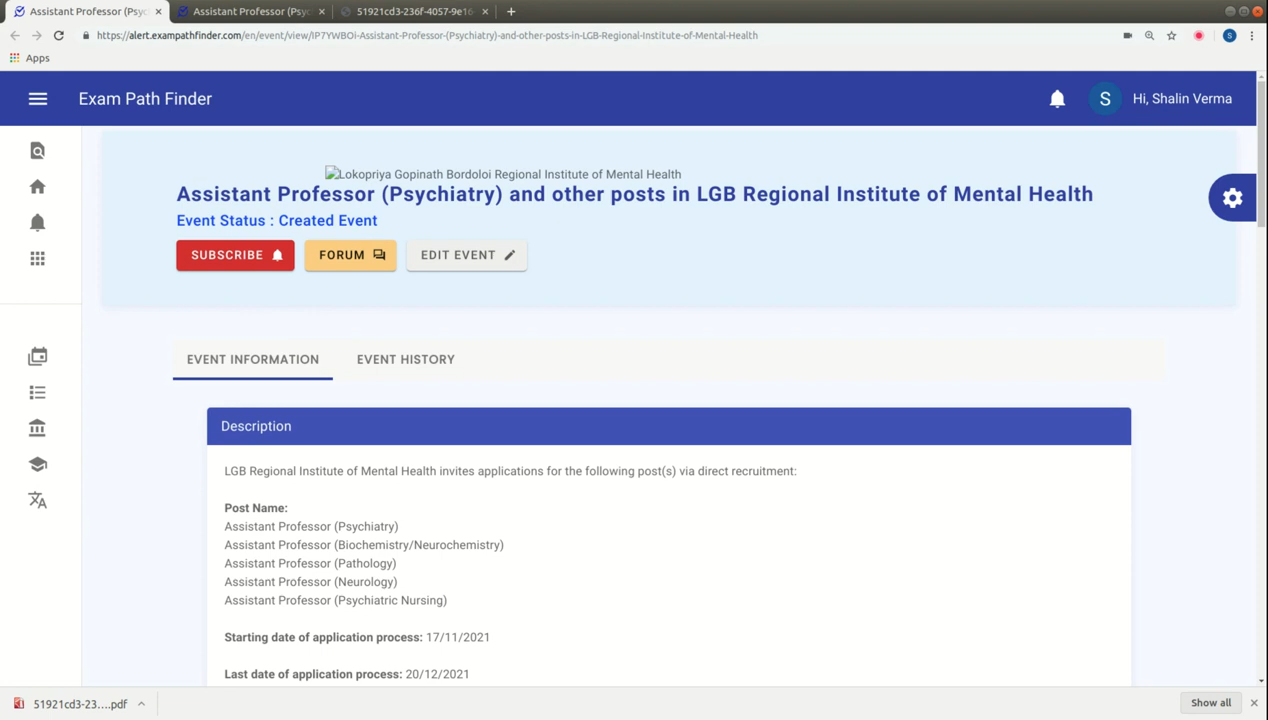 Assistant Professor (Psyc
Assistant Professor (Psyc
51921cd3-236f-4057-9e16-
https://alert.exampathfinder.com/en/event/view/IP7YWBOi-Assistant-Professor-(Psychiatry)-and-other-posts-in-LGB-Regional-Institute-of-Mental-Health
S
Apps
Exam Path Finder
S
Hi, Shalin Verma
Lokopriya Gopinath Bordoloi Regional Institute of Mental Health
Assistant Professor (Psychiatry) and other posts in LGB Regional Institute of Mental Health
Event Status : Created Event
SUBSCRIBE
FORUM
EDIT EVENT
EVENT INFORMATION
EVENT HISTORY
Description
LGB Regional Institute of Mental Health invites applications for the following post(s) via direct recruitment:
Post Name:
Assistant Professor (Psychiatry)
Assistant Professor (Biochemistry/Neurochemistry)
Assistant Professor (Pathology)
Assistant Professor (Neurology)
Assistant Professor (Psychiatric Nursing)
Starting date of application process: 17/11/2021
Last date of application process: 20/12/2021
51921cd3-23....pdf
Show all